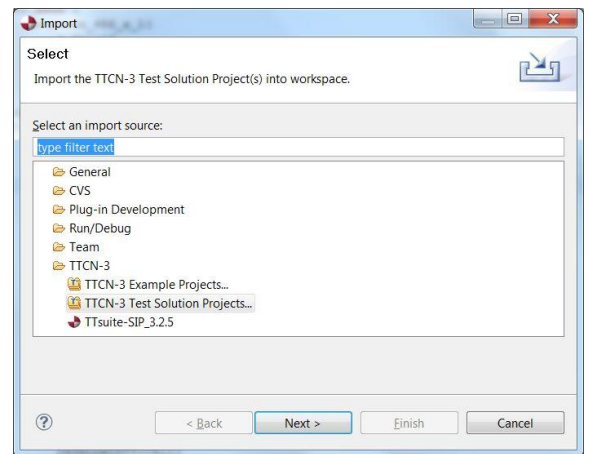 Import
Select
Import the TTCN-3 Test Solution Project(s) into workspace.
Select an import source:
type filter text
General
CVS
Plug-in Development
Run/Debug
Team
TTCN-3
TTCN-3 Example Projects...
TTCN-3 Test Solution Projects...
TTsuite-SIP_3.2.5
?
< Back
Next >
Finish
Cancel